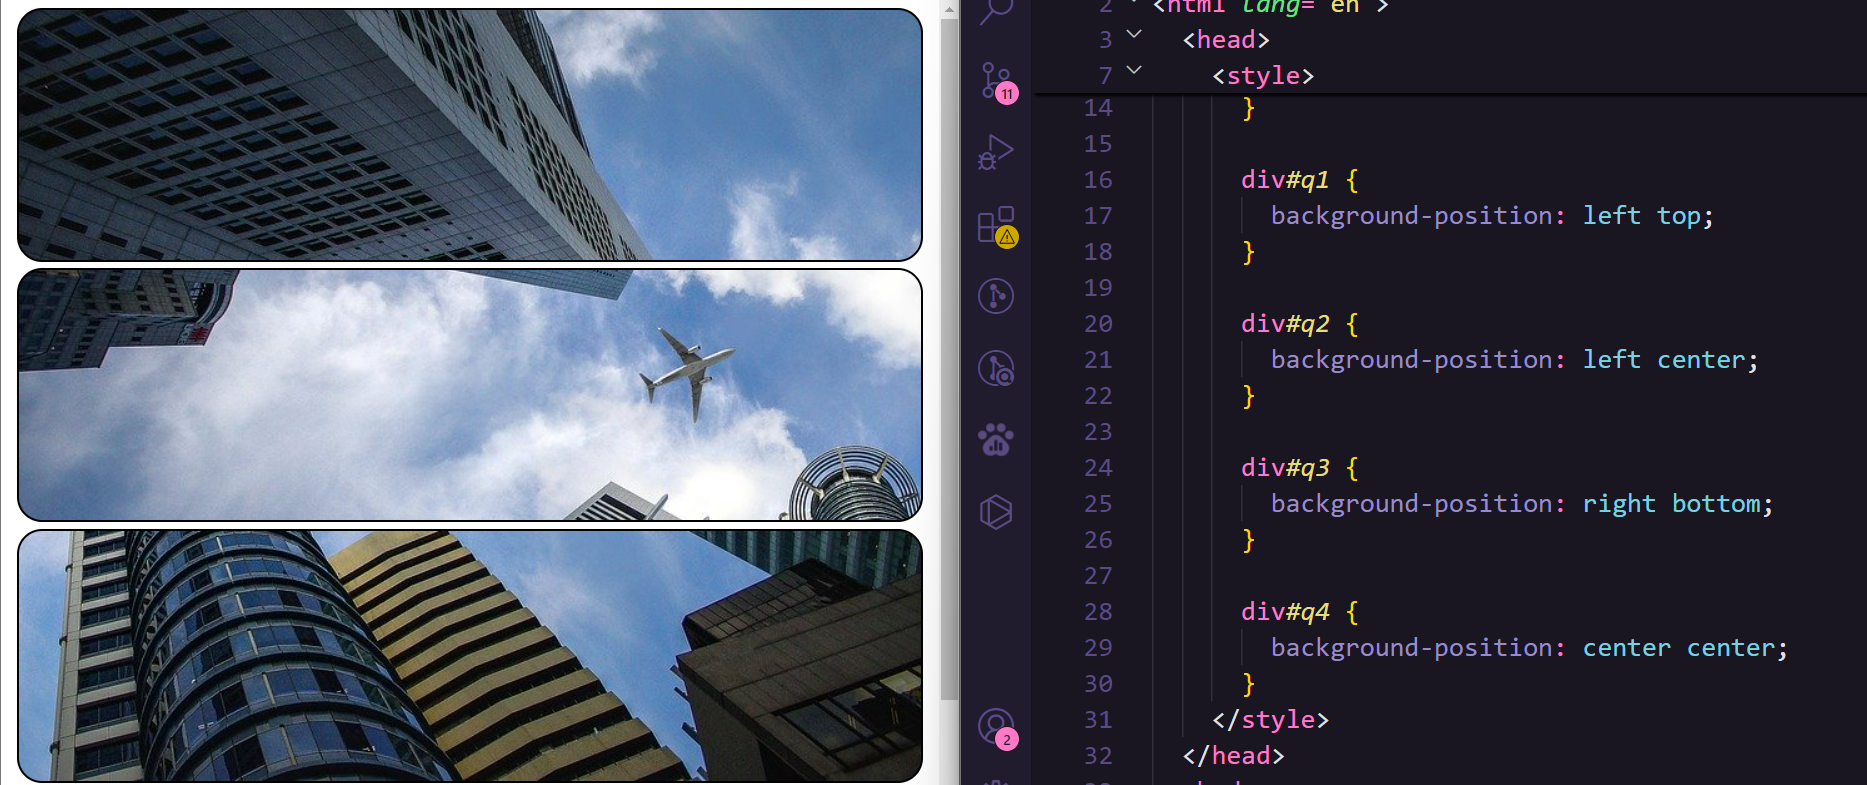 2 <html lang="en">
3 <head>
7 <style>
14 }
15
16 div#q1 {
17 background-position: left top;
18 }
19
20 div#q2 {
21 background-position: left center;
22 }
23
24 div#q3 {
25 background-position: right bottom;
26 }
27
28 div#q4 {
29 background-position: center center;
30 }
31 </style>
32 </head>
11
2